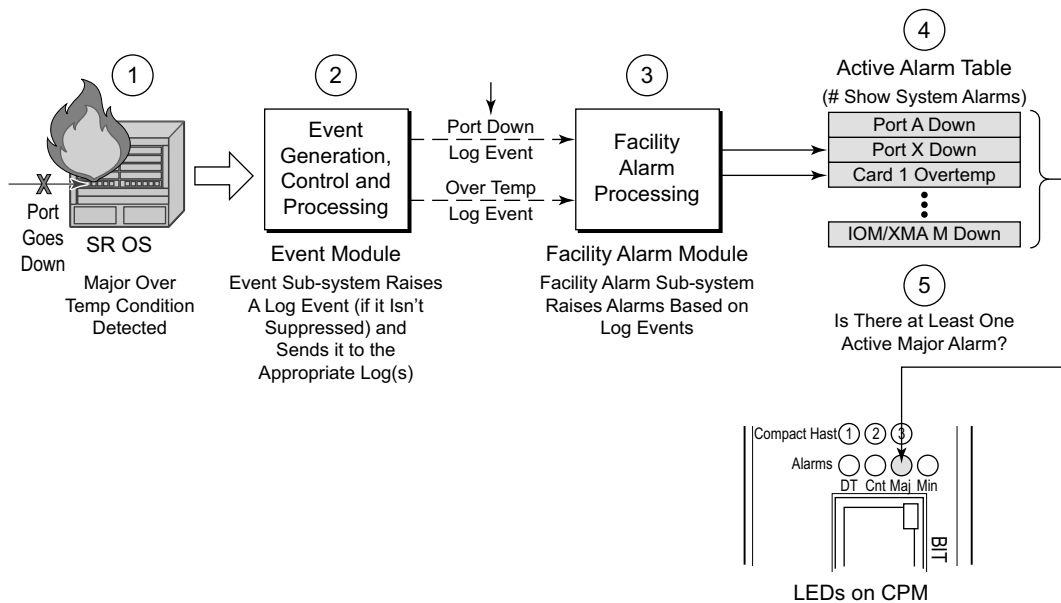 1
Port
Goes
Down
SR OS
Major Over
Temp Condition
Detected
2
Event
Generation,
Control and
Processing
Event Module
Event Sub-system Raises
A Log Event (if it Isn't
Suppressed) and
Sends it to the
Appropriate Log(s)
Port Down
Log Event
Over Temp
Log Event
3
Facility
Alarm
Processing
Facility Alarm Module
Facility Alarm Sub-system
Raises Alarms Based on
Log Events
4
Active Alarm Table
(# Show System Alarms)
Port A Down
Port X Down
Card 1 Overtemp
IOM/XMA M Down
5
Is There at Least One
Active Major Alarm?
Compact Hast 1 2 3
Alarms
DT Cnt Maj Min
BIT
LEDs on CPM